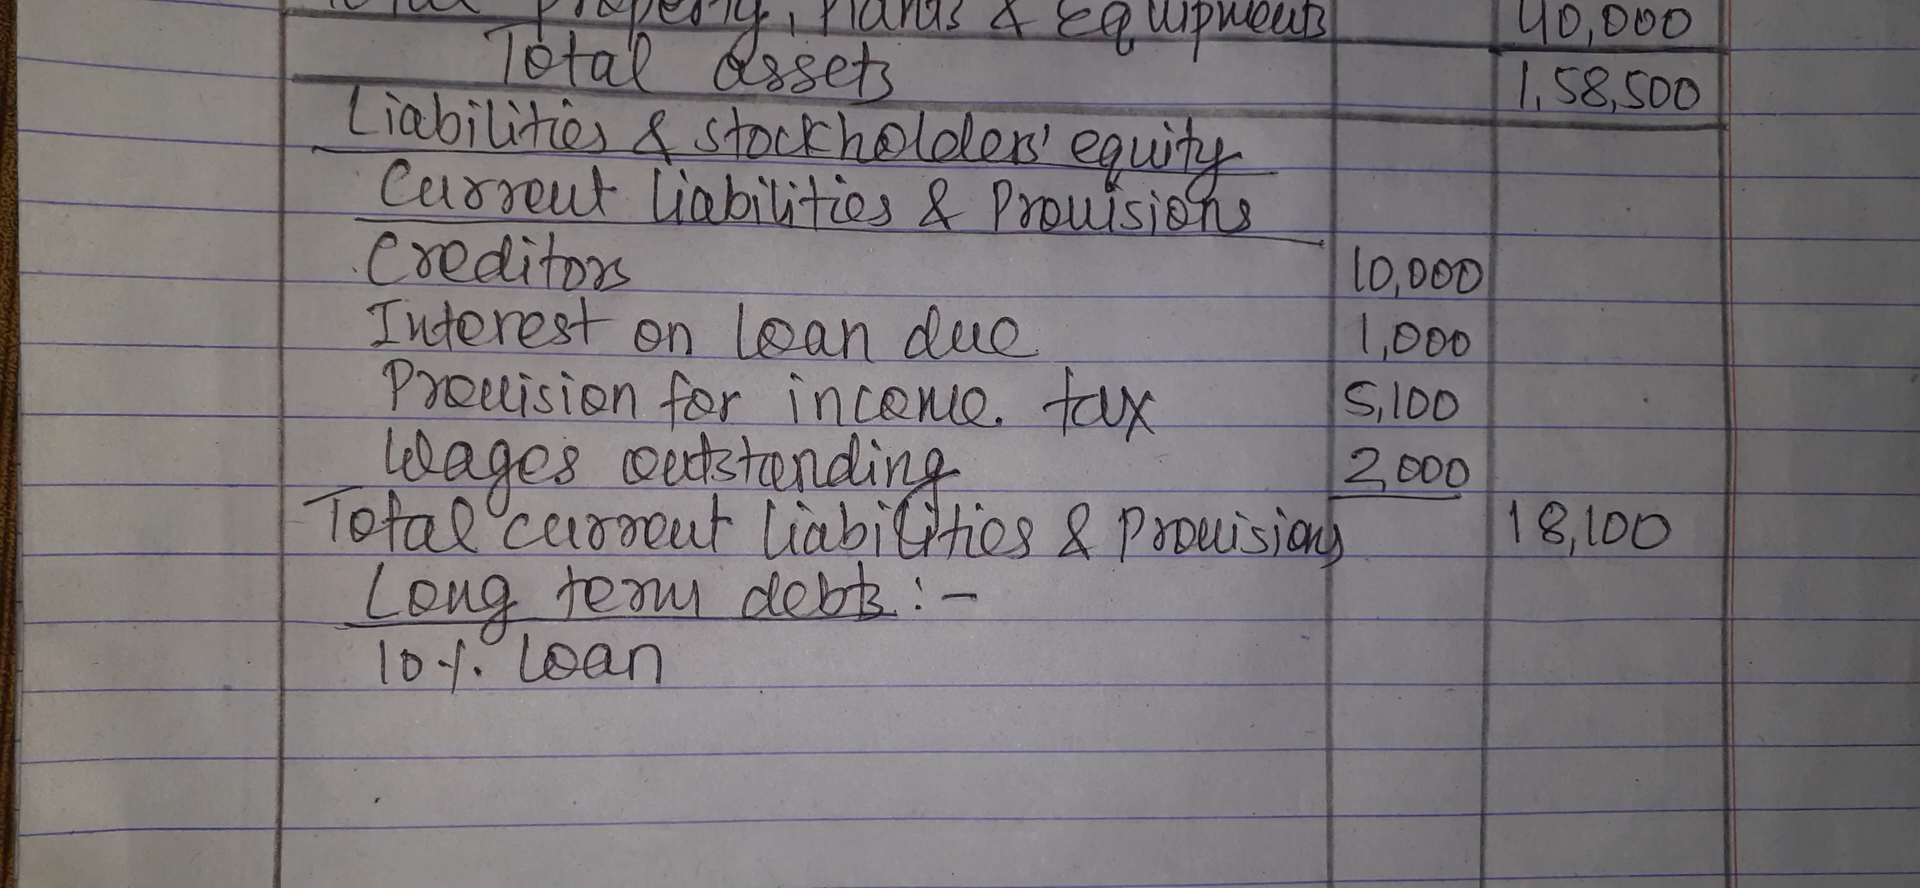 Total Property, Plants & Equipments 40,000
Total assets 1,58,500
Liabilities & stockholders' equity
Current liabilities & Provisions
Creditors 10,000
Interest on loan due 1,000
Provision for income. tax 5,100
Wages outstanding 2,000
Total current liabilities & Provisions 18,100
Long term debts :-
10%. loan